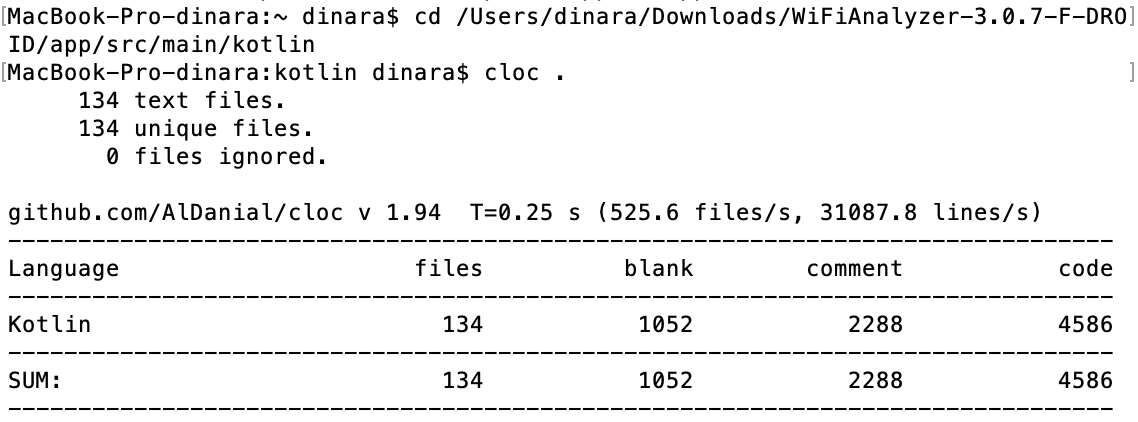 [MacBook-Pro-dinara:~ dinara$ cd /Users/dinara/Downloads/WiFiAnalyzer-3.0.7-F-DRO]
ID/app/src/main/kotlin
[MacBook-Pro-dinara:kotlin dinara$ cloc .                                        ]
     134 text files.
     134 unique files.
       0 files ignored.

github.com/AlDanial/cloc v 1.94  T=0.25 s (525.6 files/s, 31087.8 lines/s)
-------------------------------------------------------------------------------
Language                     files          blank        comment           code
-------------------------------------------------------------------------------
Kotlin                         134           1052           2288           4586
-------------------------------------------------------------------------------
SUM:                           134           1052           2288           4586
-------------------------------------------------------------------------------